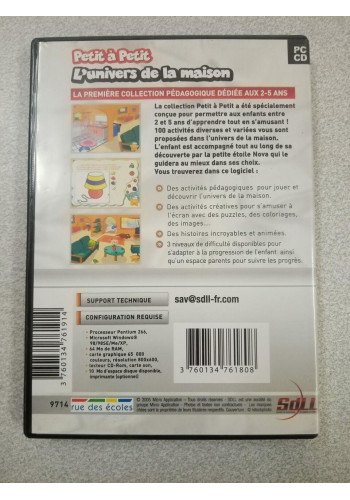 Petit à Petit
PC
CD
L'univers de la maison
LA PREMIÈRE COLLECTION PÉDAGOGIQUE DÉDIÉE AUX 2-5 ANS
La collection Petit à Petit a été spécialement
conçue pour permettre aux enfants entre
2 et 5 ans d'apprendre tout en s'amusant !
100 activités diverses et variées vous sont
proposées dans l'univers de la maison.
L'enfant est accompagné tout au long de sa
découverte par la petite étoile Nova qui le
guidera au mieux dans ses choix.
Vous trouverez dans ce logiciel :
Des activités pédagogiques pour jouer et
découvrir l'univers de la maison.
Des activités créatives pour s'amuser à
l'écran avec des puzzles, des coloriages,
des images...
Des histoires incroyables et animées.
3 niveaux de difficulté disponibles pour
s'adapter à la progression de l'enfant ainsi
qu'un espace parents pour suivre les progrès.
SUPPORT TECHNIQUE
sav@sdll-fr.com
CONFIGURATION REQUISE
Processeur Pentium 266,
Microsoft Windows®
98/98SE/Me/XP,
64 Mo de RAM,
carte graphique 65 000
couleurs, résolution 800x600,
lecteur CD-Rom, carte son,
10 Mo d'espace disque disponible,
imprimante (optionnel)
3 760134 761914
3 760134 761808
9714
rue des écoles
SDLL